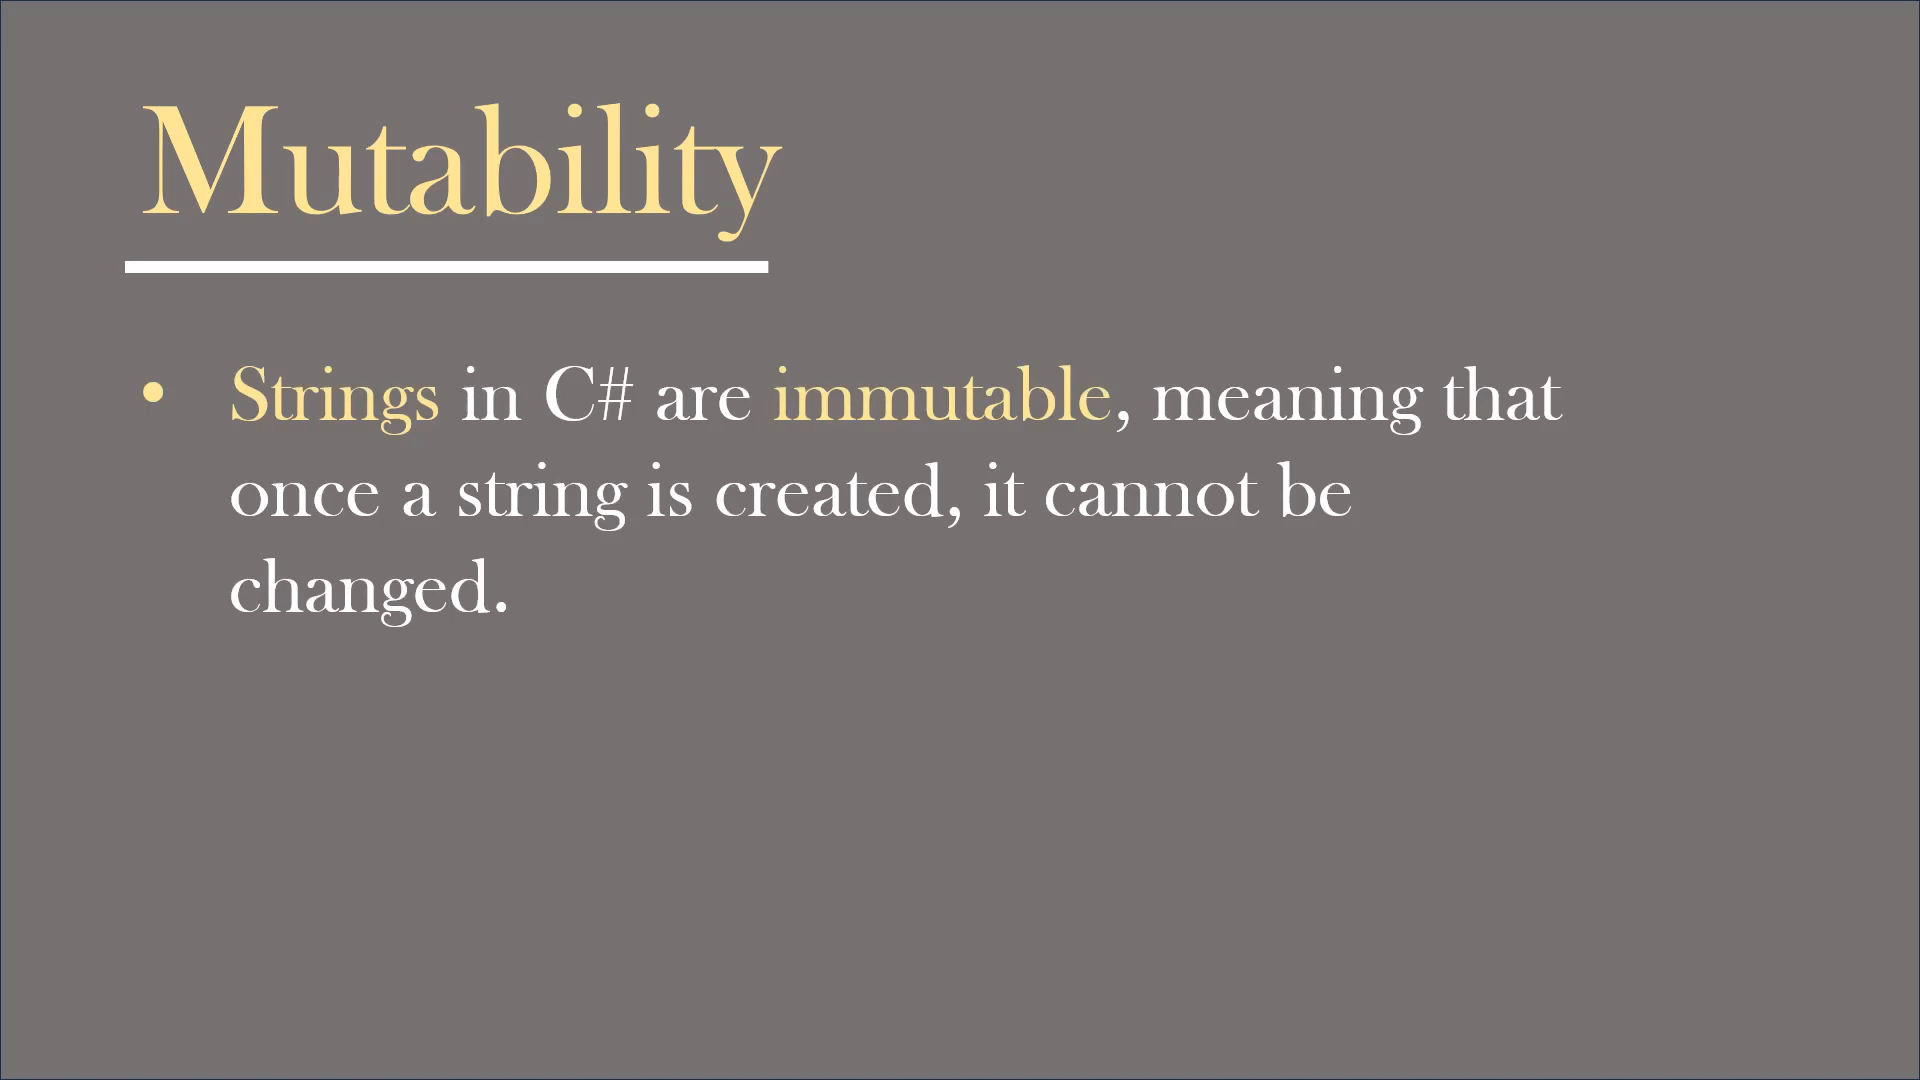 Mutability
• Strings in C# are immutable, meaning that
once a string is created, it cannot be
changed.